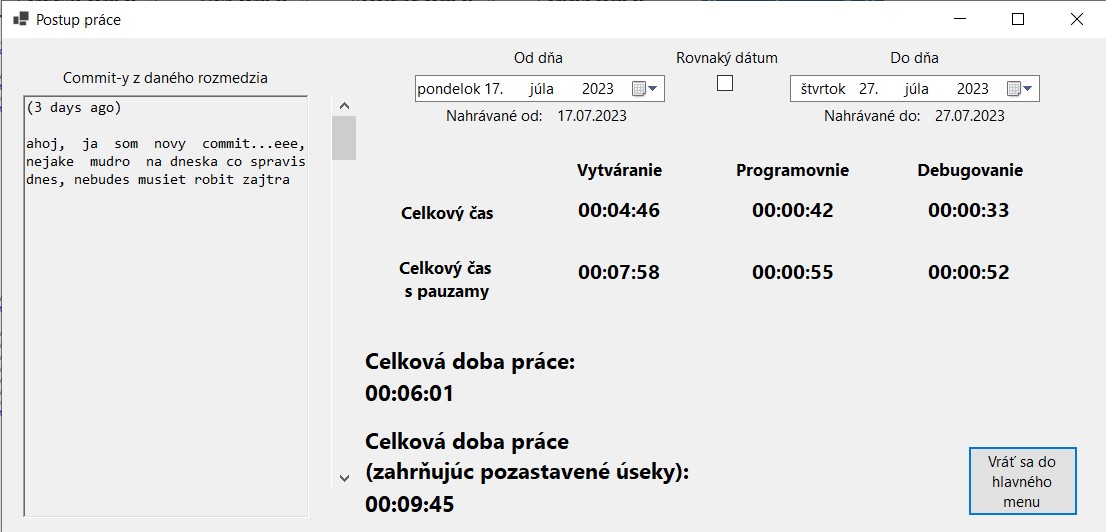 Postup práce
Commit-y z daného rozmedzia
(3 days ago)
ahoj, ja som novy commit...eee,
nejake mudro na dneska co spravis
dnes, nebudes musiet robit zajtra
Od dňa
Rovnaký dátum
Do dňa
pondelok 17. júla 2023
štvrtok 27. júla 2023
Nahrávané od: 17.07.2023
Nahrávané do: 27.07.2023
Vytváranie
Programovnie
Debugovanie
Celkový čas
00:04:46
00:00:42
00:00:33
Celkový čas
s pauzamy
00:07:58
00:00:55
00:00:52
Celková doba práce:
00:06:01
Celková doba práce
(zahrňujúc pozastavené úseky):
00:09:45
Vráť sa do
hlavného
menu